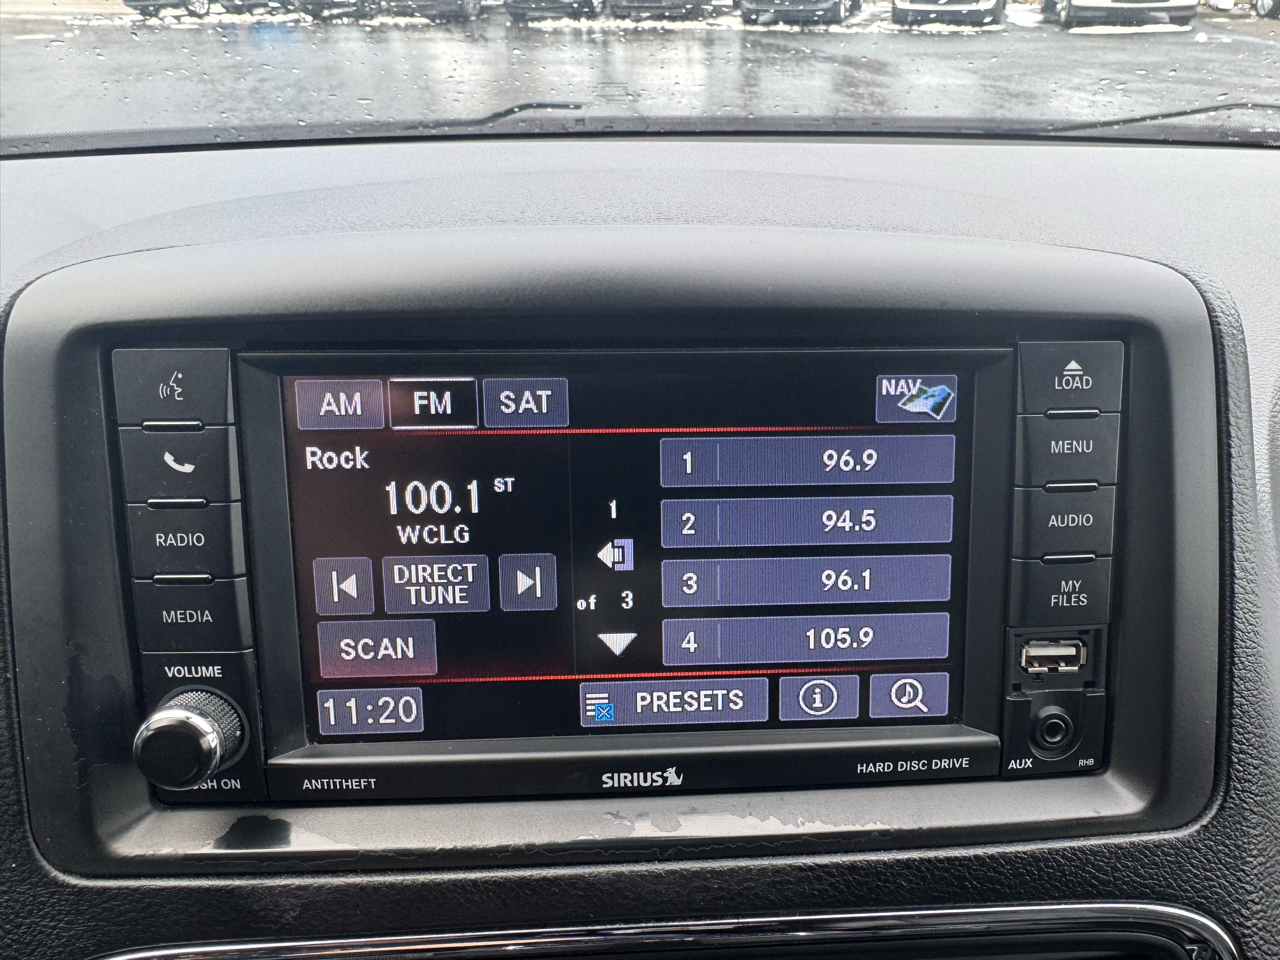 AM
FM
SAT
NAV
Rock
100.1 ST
WCLG
DIRECT
TUNE
SCAN
11:20
1
of 3
1 96.9
2 94.5
3 96.1
4 105.9
PRESETS
i
RADIO
MEDIA
VOLUME
SH ON
LOAD
MENU
AUDIO
MY
FILES
AUX
RHB
ANTITHEFT
SIRIUS
HARD DISC DRIVE